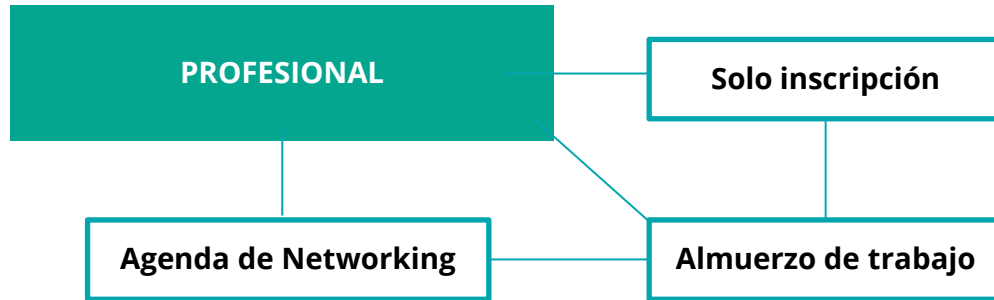 PROFESIONAL
Solo inscripción
Agenda de Networking
Almuerzo de trabajo